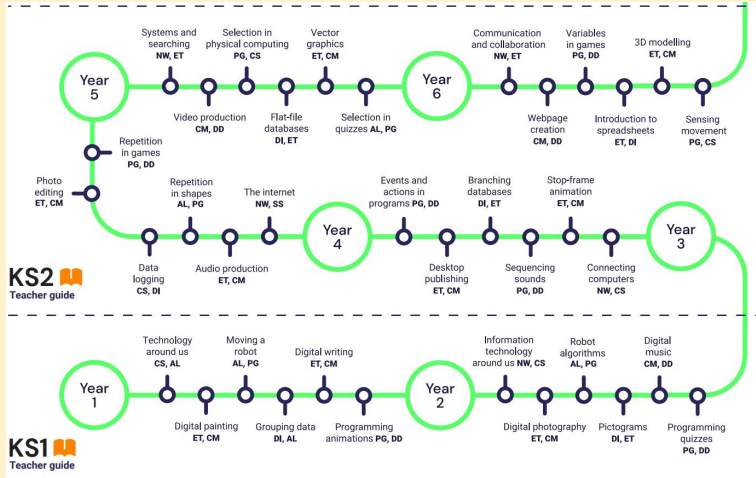 Systems and
searching
NW, ET
Selection in
physical computing
PG, CS
Vector
graphics
ET, CM
Communication
and collaboration
NW, ET
Variables
in games
PG, DD
3D modelling
ET, CM
Year
5
Year
6
Video production
CM, DD
Flat-file
databases
DI, ET
Selection in
quizzes AL, PG
Webpage
creation
CM, DD
Introduction to
spreadsheets
ET, DI
Sensing
movement
PG, CS
Repetition
in games
PG, DD
Photo
editing
ET, CM
Repetition
in shapes
AL, PG
The internet
NW, SS
Events and
actions in
programs PG, DD
Branching
databases
DI, ET
Stop-frame
animation
ET, CM
Year
4
Year
3
Data
logging
CS, DI
Audio production
ET, CM
Desktop
publishing
ET, CM
Sequencing
sounds
PG, DD
Connecting
computers
NW, CS
KS2
Teacher guide
Technology
around us
CS, AL
Moving a
robot
AL, PG
Digital writing
ET, CM
Information
technology
around us NW, CS
Robot
algorithms
AL, PG
Digital
music
CM, DD
Year
1
Year
2
Digital painting
ET, CM
Grouping data
DI, AL
Programming
animations PG, DD
Digital photography
ET, CM
Pictograms
DI, ET
Programming
quizzes
PG, DD
KS1
Teacher guide